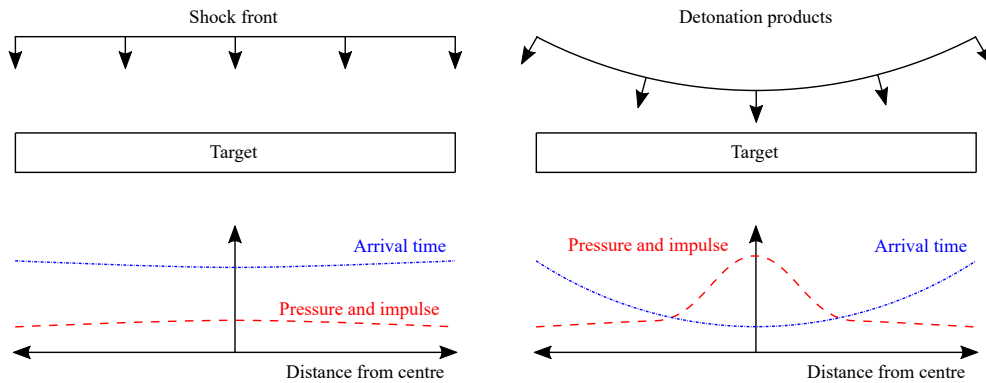 Shock front
Target
Arrival time
Pressure and impulse
Distance from centre
Detonation products
Target
Pressure and impulse
Arrival time
Distance from centre